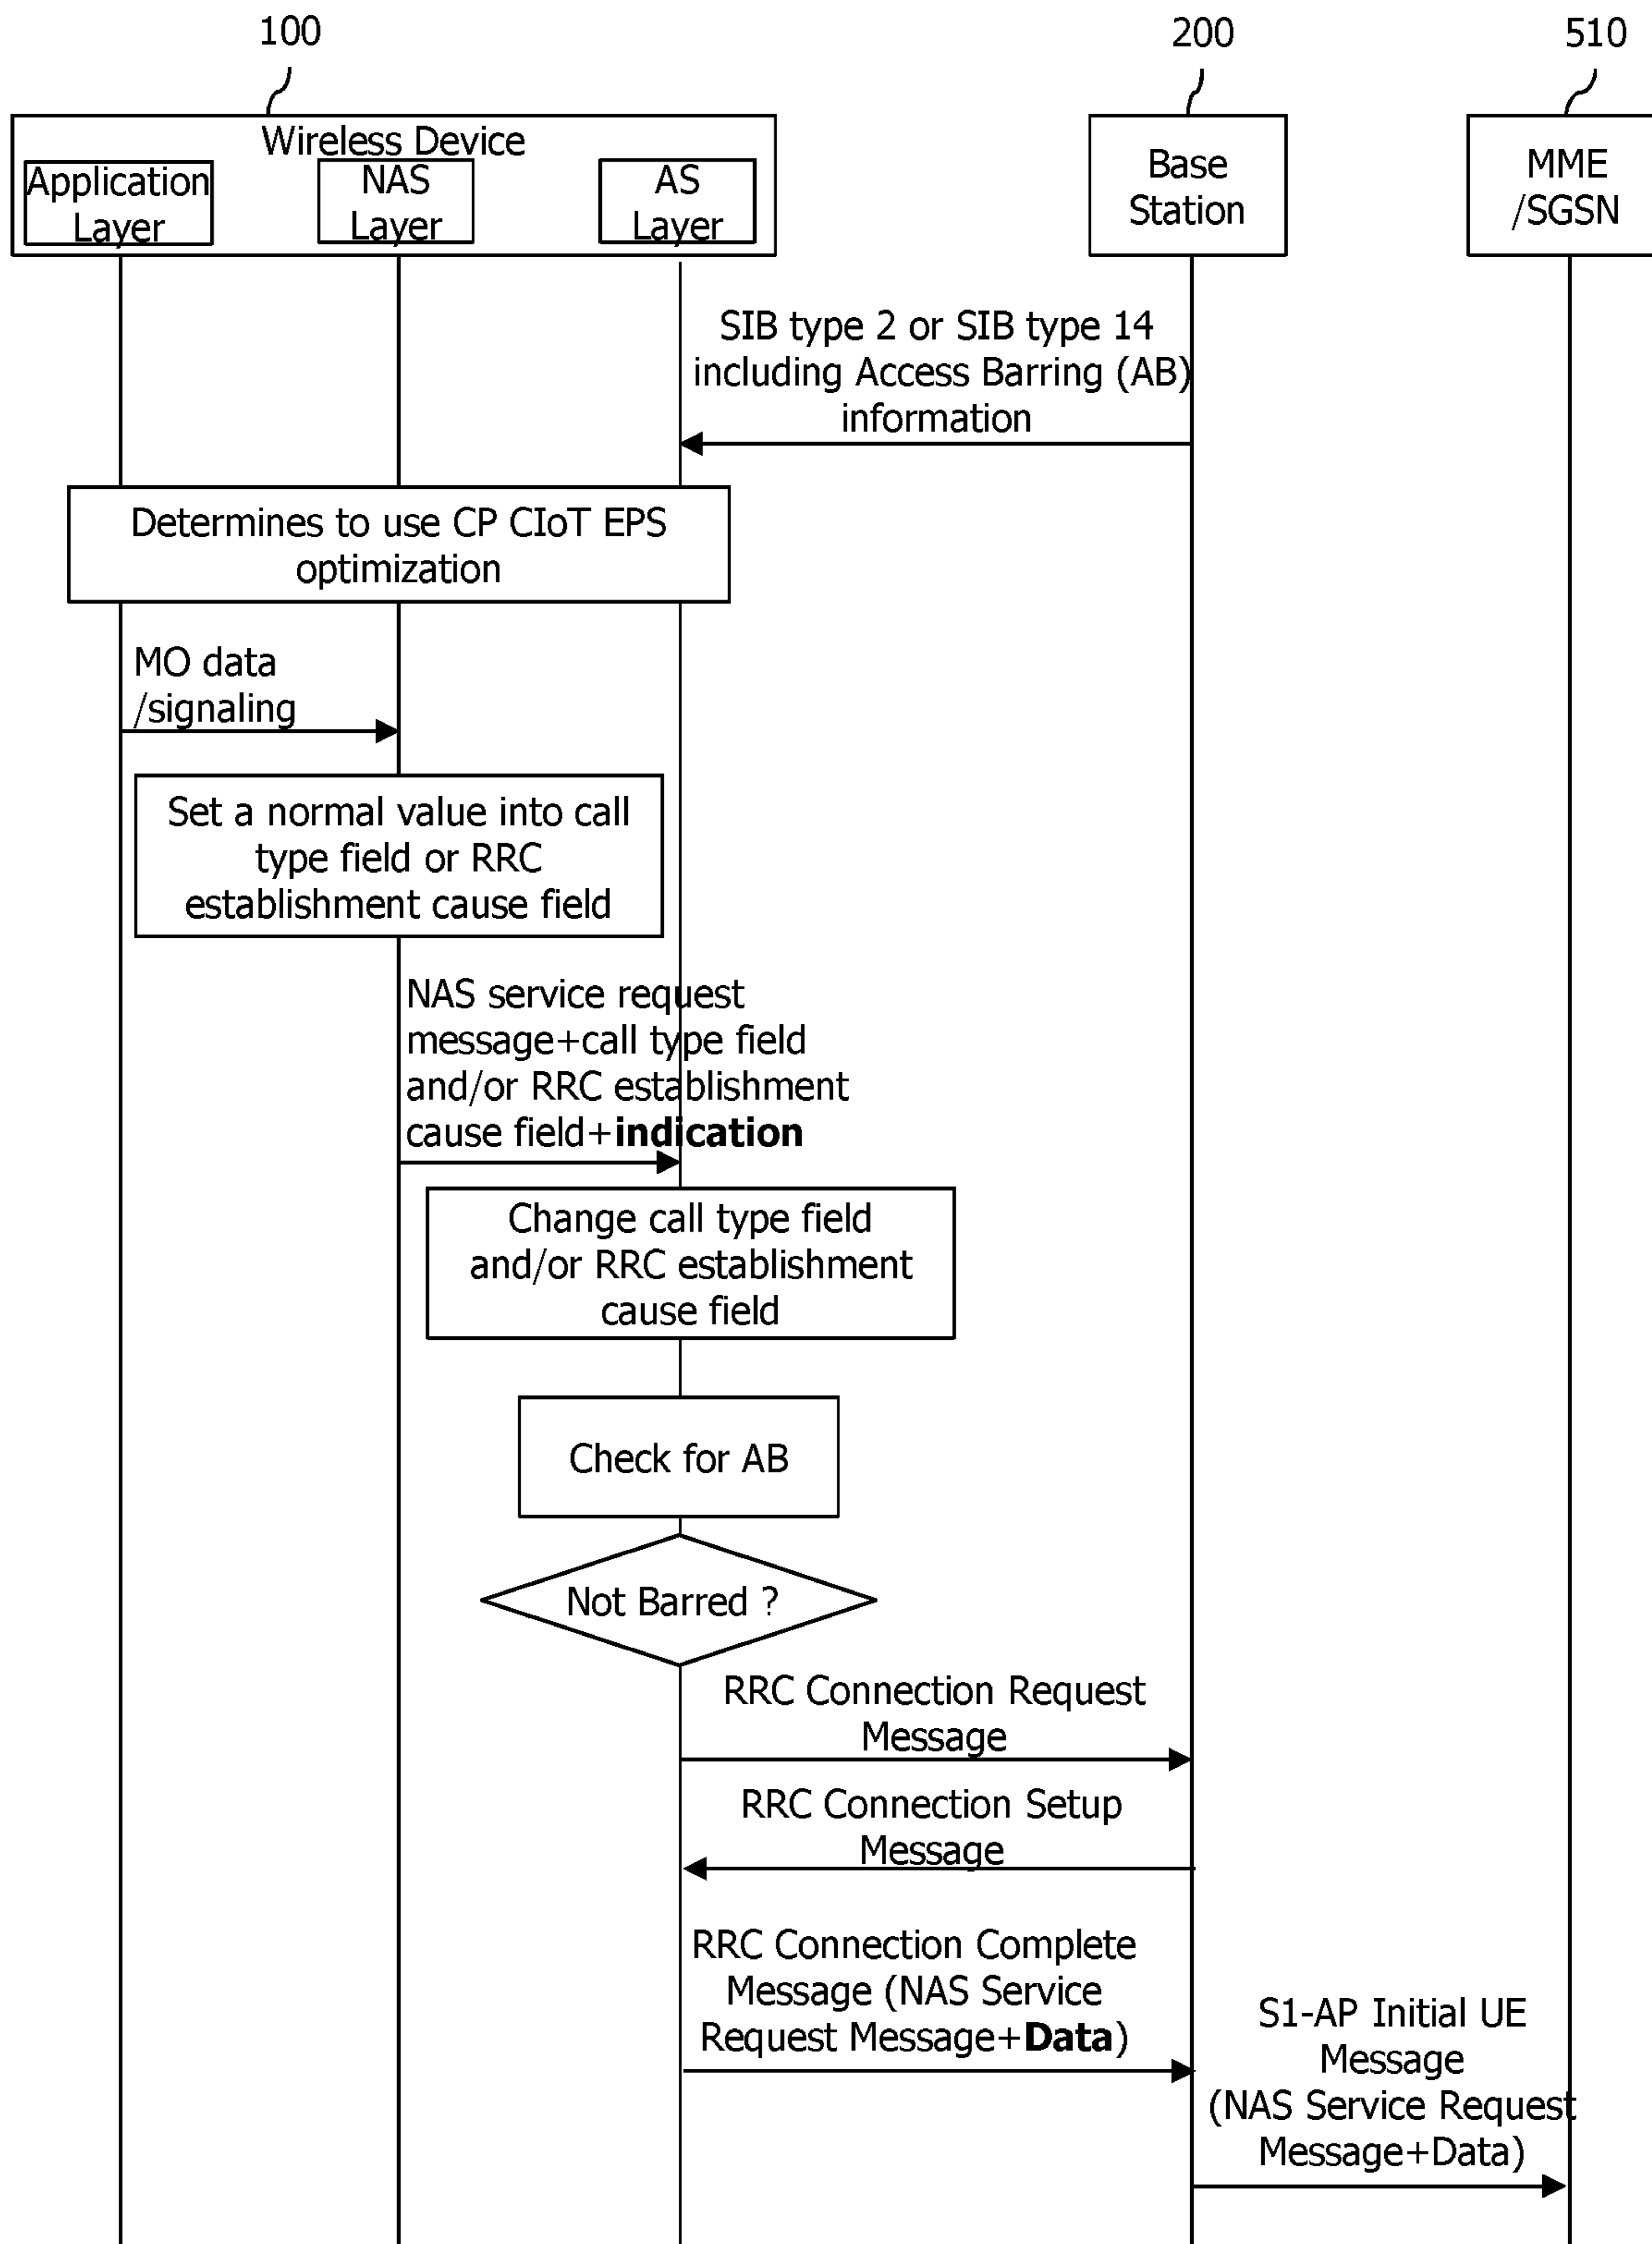 100
200
510
Wireless Device
Application
Layer
NAS
Layer
AS
Layer
Base
Station
MME
/SGSN
SIB type 2 or SIB type 14
including Access Barring (AB)
information
Determines to use CP CIoT EPS
optimization
MO data
/signaling
Set a normal value into call
type field or RRC
establishment cause field
NAS service request
message+call type field
and/or RRC establishment
cause field+indication
Change call type field
and/or RRC establishment
cause field
Check for AB
Not Barred ?
RRC Connection Request
Message
RRC Connection Setup
Message
RRC Connection Complete
Message (NAS Service
Request Message+Data)
S1-AP Initial UE
Message
(NAS Service Request
Message+Data)